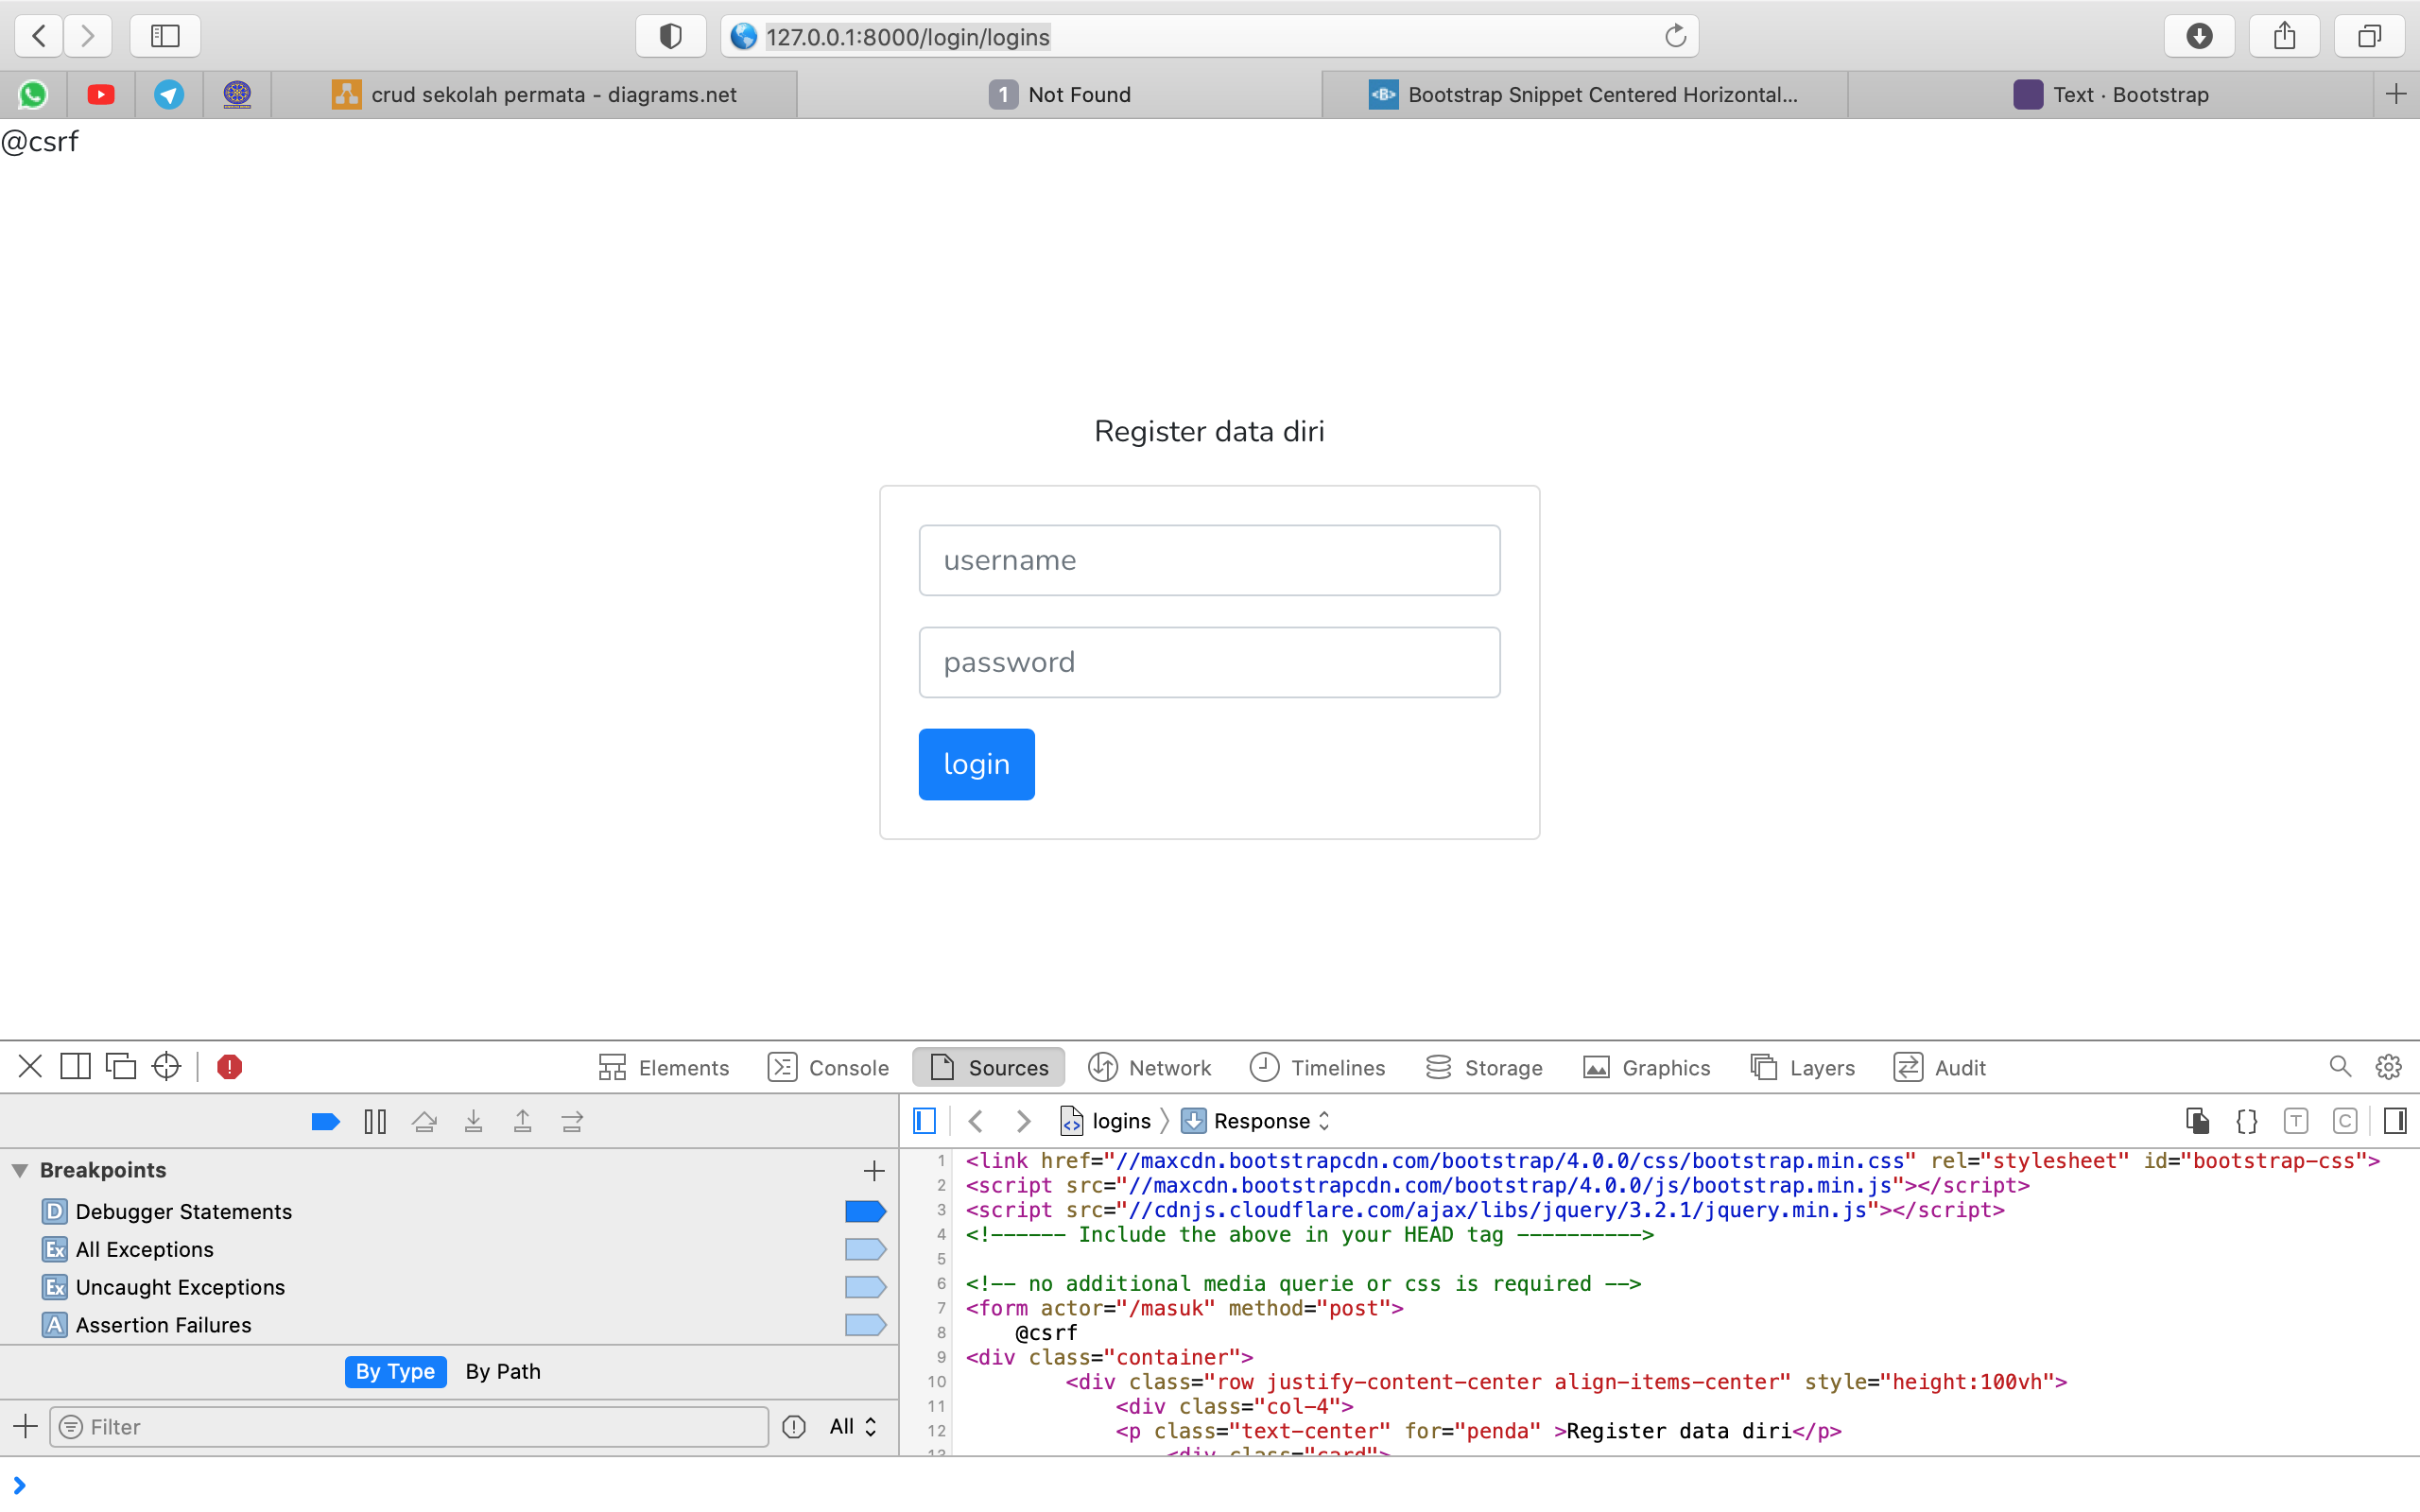 127.0.0.1:8000/login/logins
crud sekolah permata - diagrams.net
1 Not Found
<B> Bootstrap Snippet Centered Horizontal...
Text · Bootstrap
@csrf
Register data diri
username
password
login
Elements
Console
Sources
Network
Timelines
Storage
Graphics
Layers
Audit
logins
Response
T
C
Breakpoints
D Debugger Statements
Ex All Exceptions
Ex Uncaught Exceptions
A Assertion Failures
By Type By Path
Filter
All
1 <link href="//maxcdn.bootstrapcdn.com/bootstrap/4.0.0/css/bootstrap.min.css" rel="stylesheet" id="bootstrap-css">
2 <script src="//maxcdn.bootstrapcdn.com/bootstrap/4.0.0/js/bootstrap.min.js"></script>
3 <script src="//cdnjs.cloudflare.com/ajax/libs/jquery/3.2.1/jquery.min.js"></script>
4 <!------ Include the above in your HEAD tag ---------->
5
6 <!-- no additional media querie or css is required -->
7 <form actor="/masuk" method="post">
8 @csrf
9 <div class="container">
10 <div class="row justify-content-center align-items-center" style="height:100vh">
11 <div class="col-4">
12 <p class="text-center" for="penda" >Register data diri</p>
13 <div class="card">